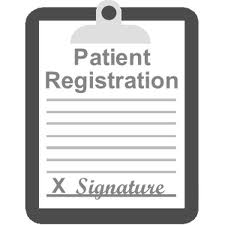 Patient
Registration
X Signature